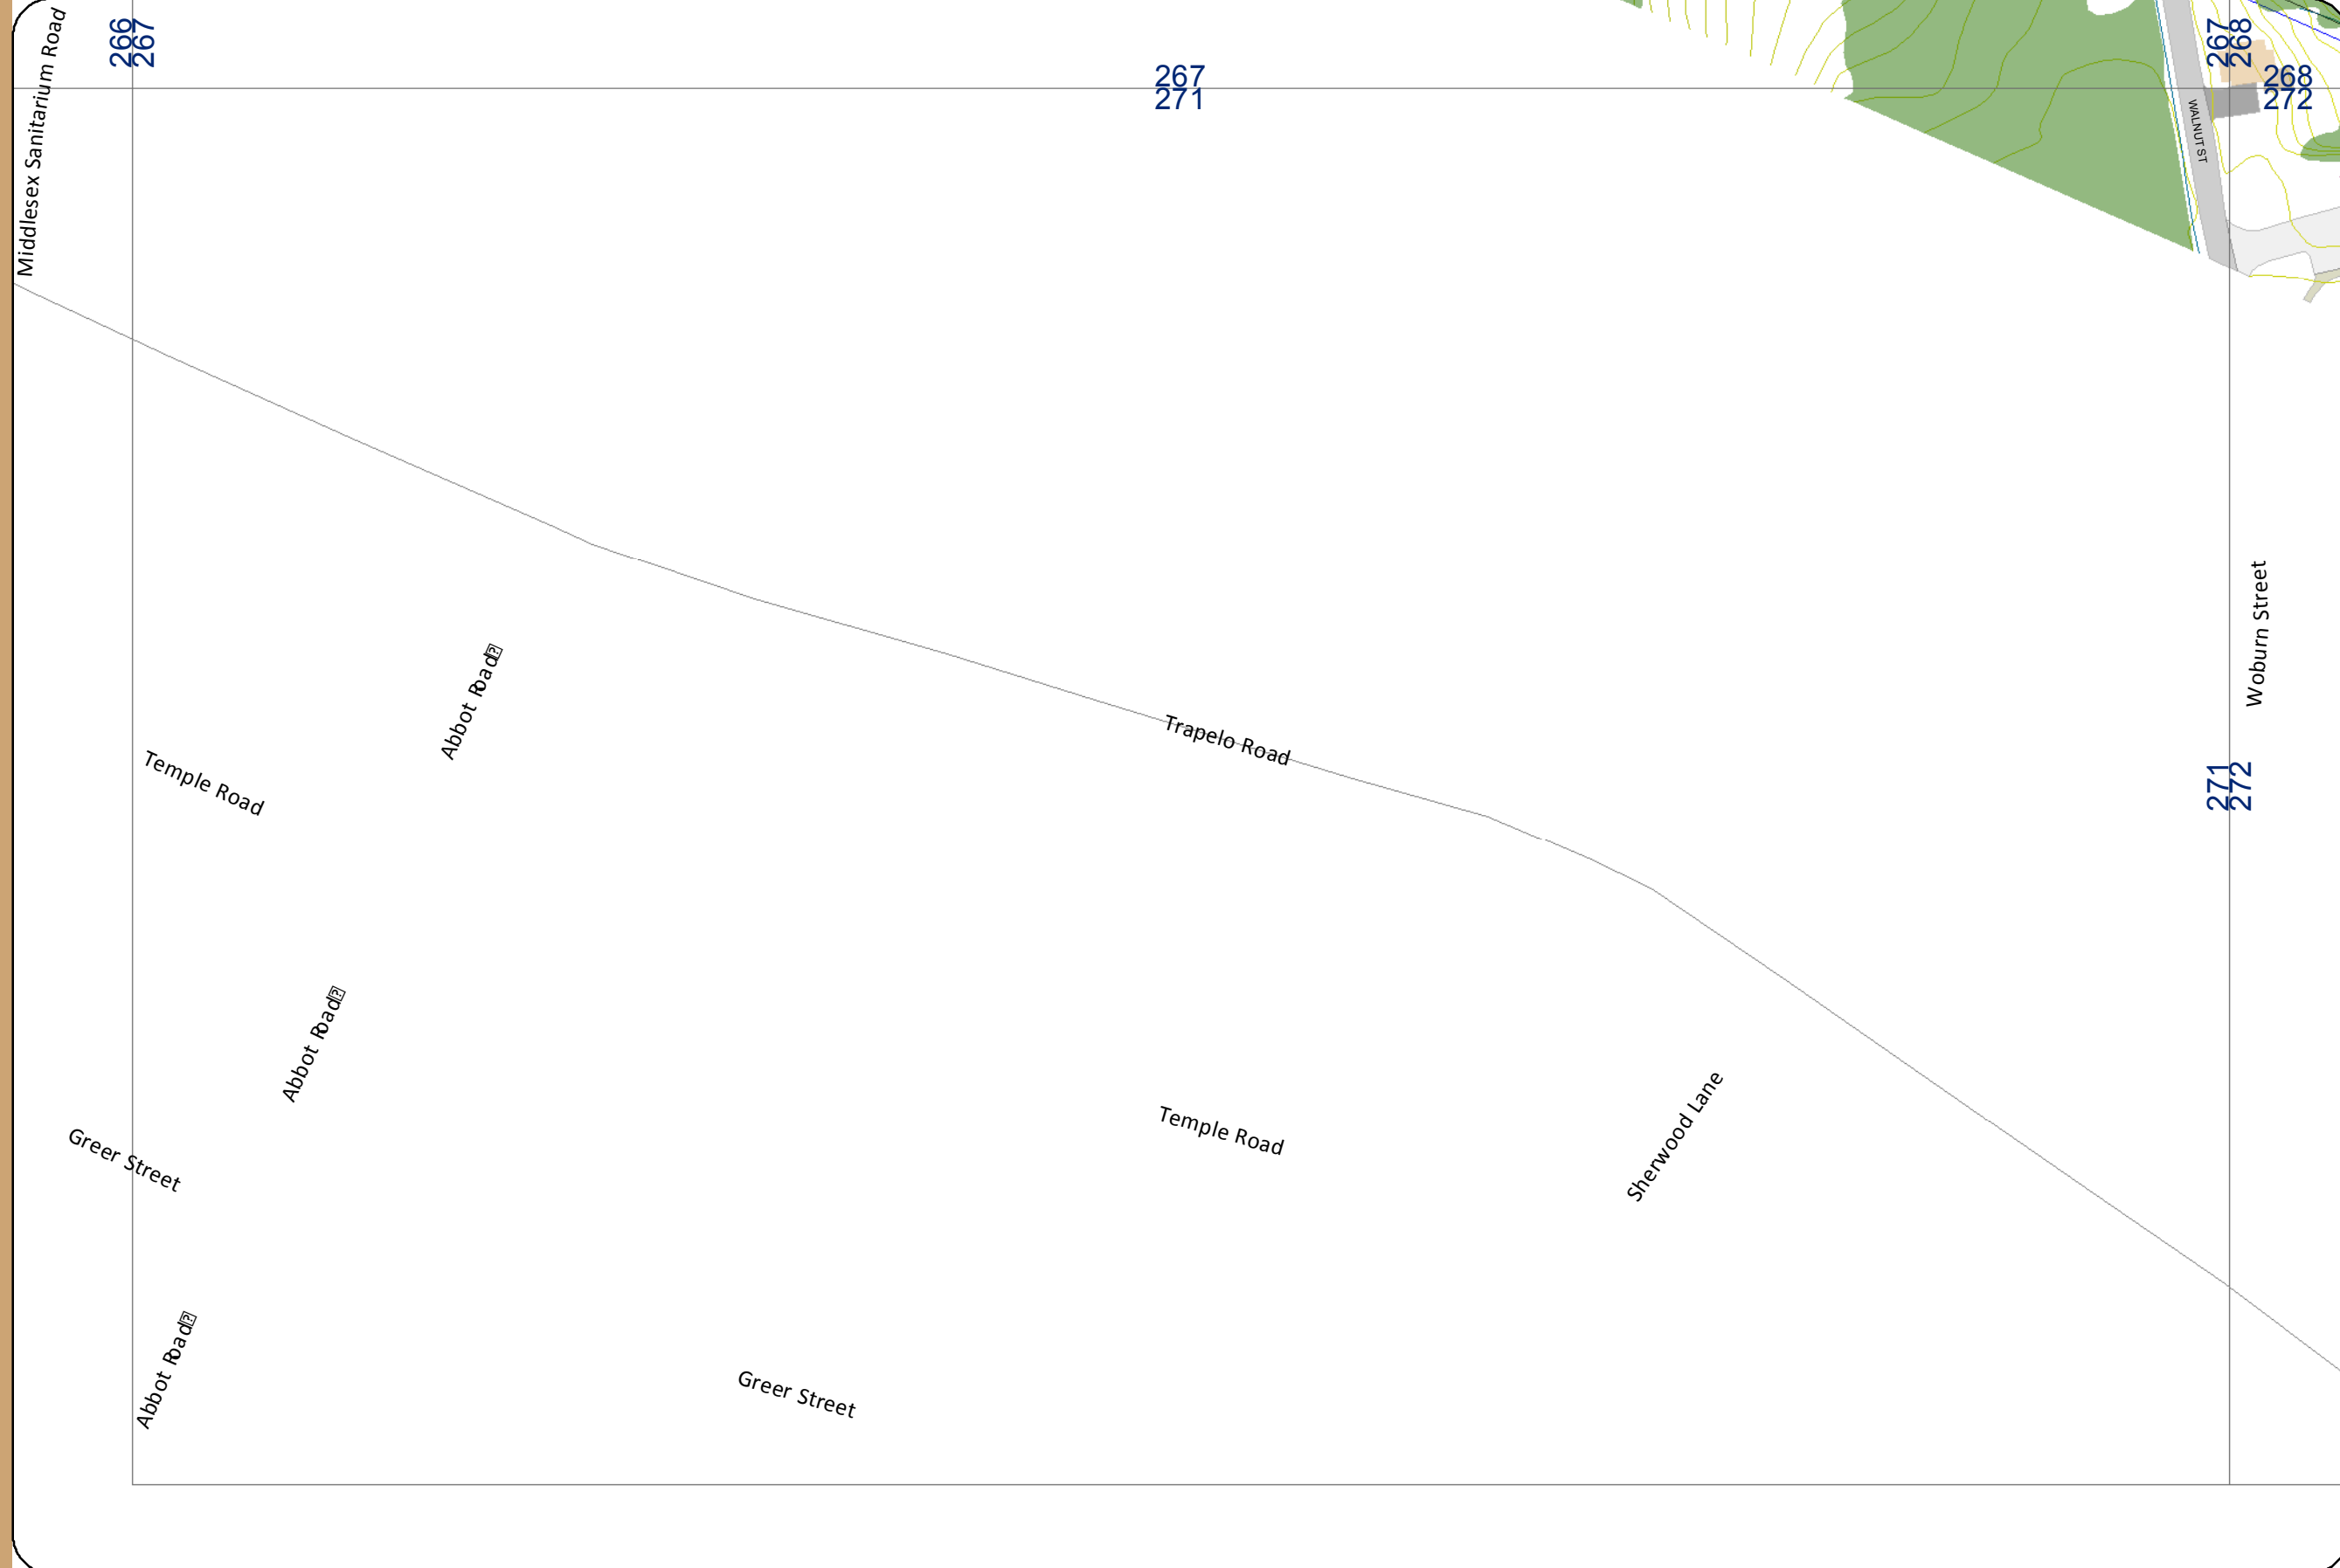 Middlesex Sanitarium Road
266
267
267
271
267
268
268
272
WALNUT ST
Woburn Street
Abbot Road
Trapelo Road
Temple Road
271
272
Abbot Road
Sherwood Lane
Temple Road
Greer Street
Abbot Road
Greer Street